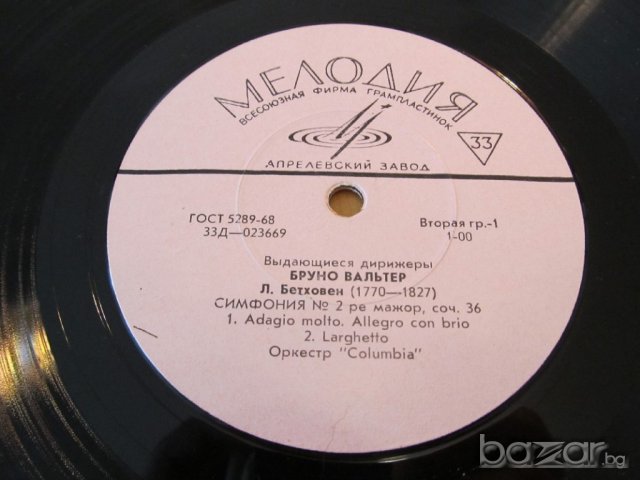 МЕЛОДИЯ
ВСЕСОЮЗНАЯ ФИРМА ГРАМПЛАСТИНОК
33
АПРЕЛЕВСКИЙ ЗАВОД
ГОСТ 5289-68
33Д—023669
Вторая гр.-1
1-00
Выдающиеся дирижеры
БРУНО ВАЛЬТЕР
Л. Бетховен (1770—1827)
СИМФОНИЯ № 2 ре мажор, соч. 36
1. Adagio molto. Allegro con brio
2. Larghetto
Оркестр "Columbia"
bazar.bg